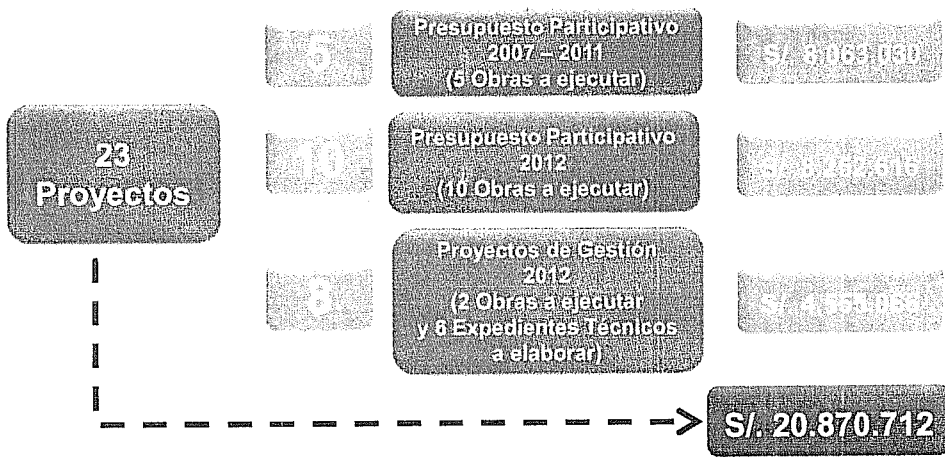 5
Presupuesto Participativo
2007 – 2011
(5 Obras a ejecutar)
S/. 8.063.030
23
Proyectos
10
Presupuesto Participativo
2012
(10 Obras a ejecutar)
S/. 8.252.616
8
Proyectos de Gestión
2012
(2 Obras a ejecutar
y 6 Expedientes Técnicos
a elaborar)
S/. 4.555.066
S/. 20.870.712